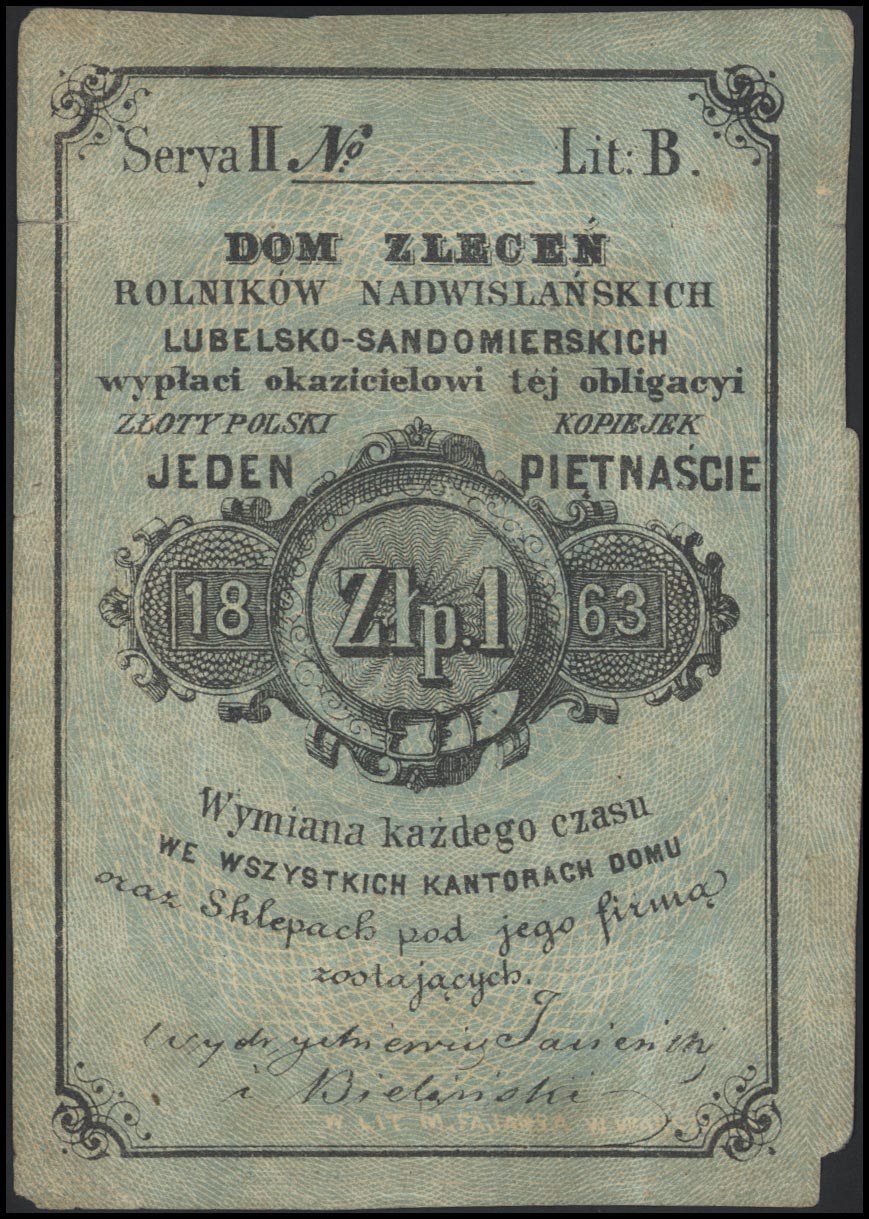 Serya II No. Lit: B.
DOM ZLECEŃ
ROLNIKÓW NADWISLAŃSKICH
LUBELSKO-SANDOMIERSKICH
wypłaci okazicielowi téj obligacyi
ZŁOTY POLSKI KOPIEJEK
JEDEN PIĘTNAŚCIE
18 Złp. 1 63
Wymiana każdego czasu
WE WSZYSTKICH KANTORACH DOMU
oraz Sklepach pod jego firmą
zostających.
Jasieński
i Bieliński